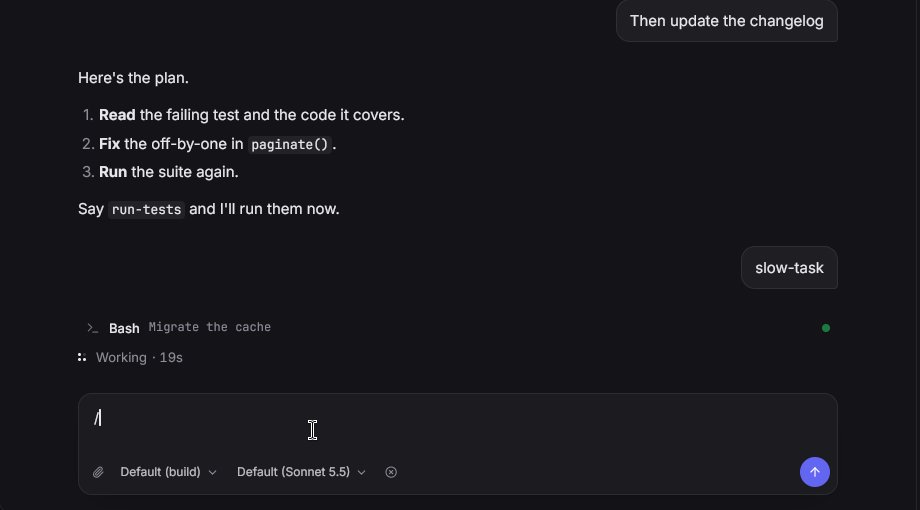 Then update the changelog
Here's the plan.
1. Read the failing test and the code it covers.
2. Fix the off-by-one in paginate().
3. Run the suite again.
Say run-tests and I'll run them now.
slow-task
>_ Bash Migrate the cache
Working · 19s
/
Default (build) Default (Sonnet 5.5)